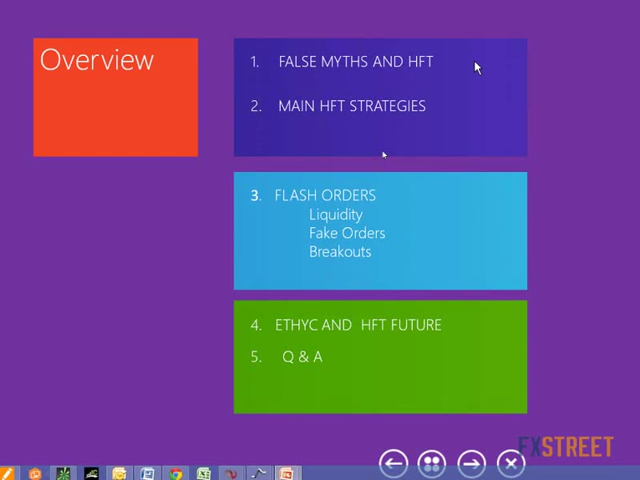 Overview
1. FALSE MYTHS AND HFT
2. MAIN HFT STRATEGIES
3. FLASH ORDERS
Liquidity
Fake Orders
Breakouts
4. ETHYC AND HFT FUTURE
5. Q & A
FXSTREET